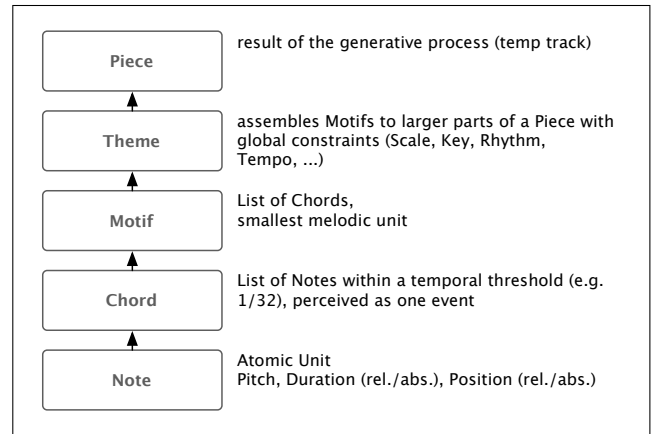 Piece
result of the generative process (temp track)
Theme
assembles Motifs to larger parts of a Piece with
global constraints (Scale, Key, Rhythm,
Tempo, ...)
Motif
List of Chords,
smallest melodic unit
Chord
List of Notes within a temporal threshold (e.g.
1/32), perceived as one event
Note
Atomic Unit
Pitch, Duration (rel./abs.), Position (rel./abs.)